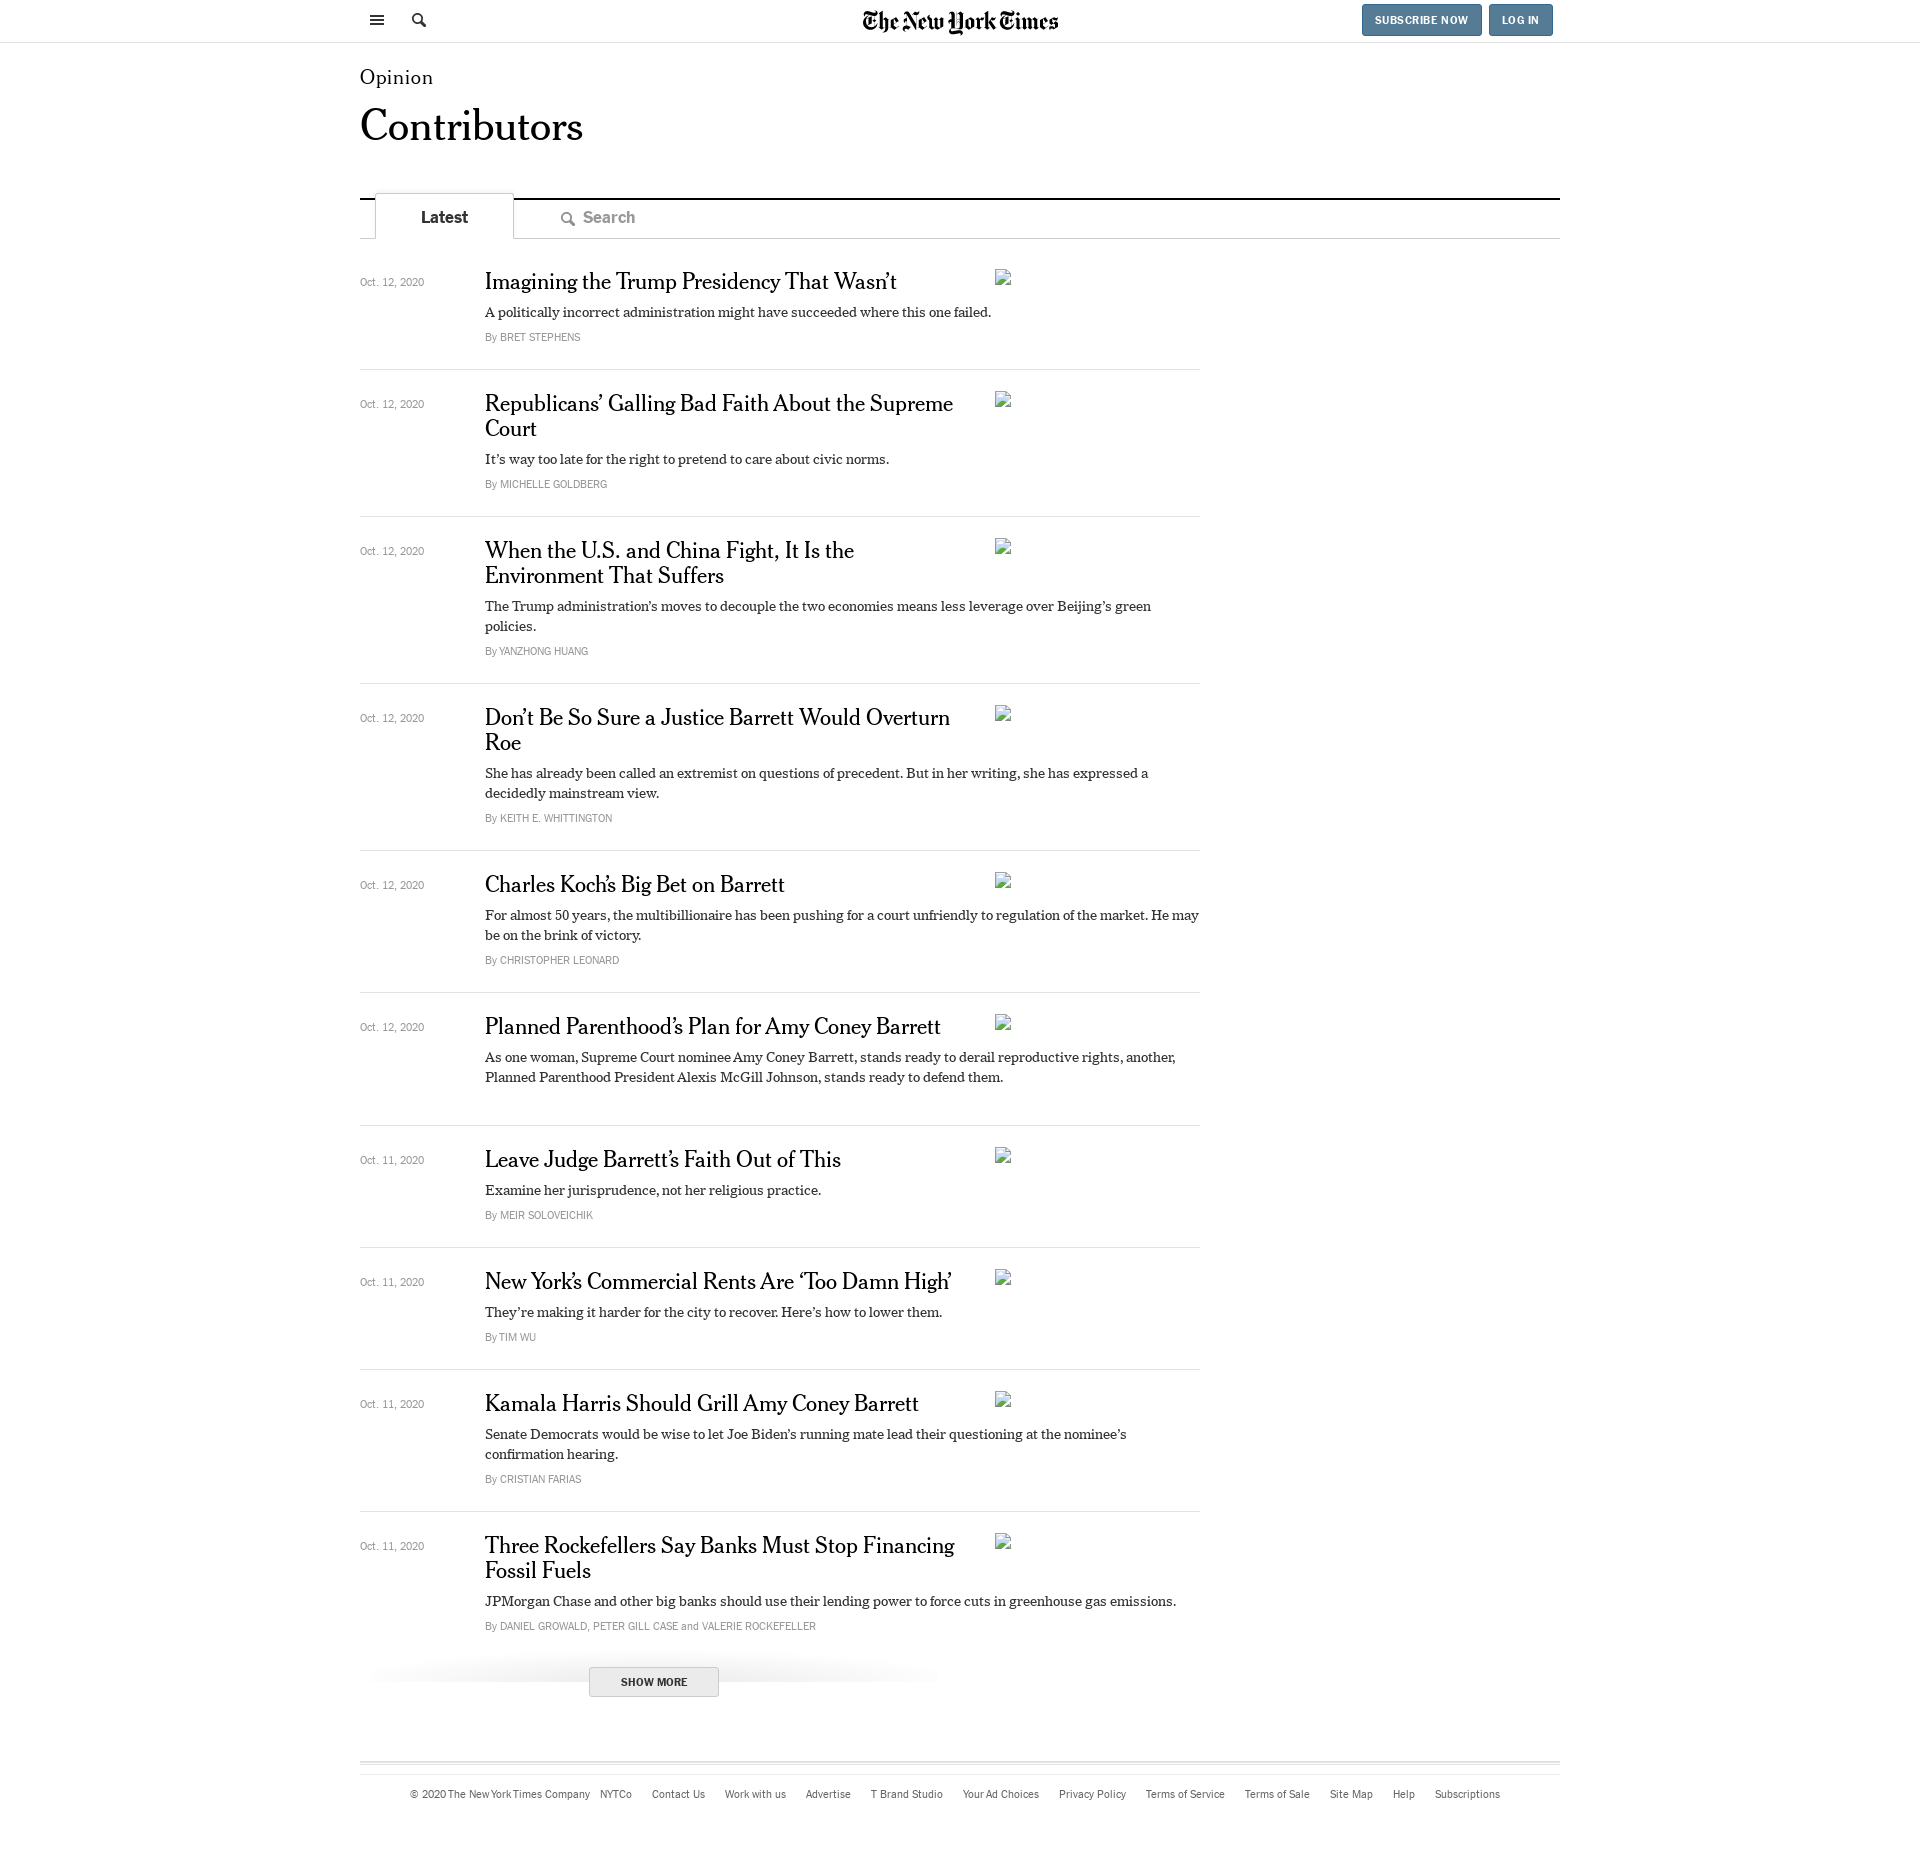 The New York Times
SUBSCRIBE NOW
LOG IN
Opinion
Contributors
Latest
Search
Oct. 12, 2020
Imagining the Trump Presidency That Wasn’t
A politically incorrect administration might have succeeded where this one failed.
By BRET STEPHENS
Oct. 12, 2020
Republicans’ Galling Bad Faith About the Supreme
Court
It’s way too late for the right to pretend to care about civic norms.
By MICHELLE GOLDBERG
Oct. 12, 2020
When the U.S. and China Fight, It Is the
Environment That Suffers
The Trump administration’s moves to decouple the two economies means less leverage over Beijing’s green
policies.
By YANZHONG HUANG
Oct. 12, 2020
Don’t Be So Sure a Justice Barrett Would Overturn
Roe
She has already been called an extremist on questions of precedent. But in her writing, she has expressed a
decidedly mainstream view.
By KEITH E. WHITTINGTON
Oct. 12, 2020
Charles Koch’s Big Bet on Barrett
For almost 50 years, the multibillionaire has been pushing for a court unfriendly to regulation of the market. He may
be on the brink of victory.
By CHRISTOPHER LEONARD
Oct. 12, 2020
Planned Parenthood’s Plan for Amy Coney Barrett
As one woman, Supreme Court nominee Amy Coney Barrett, stands ready to derail reproductive rights, another,
Planned Parenthood President Alexis McGill Johnson, stands ready to defend them.
Oct. 11, 2020
Leave Judge Barrett’s Faith Out of This
Examine her jurisprudence, not her religious practice.
By MEIR SOLOVEICHIK
Oct. 11, 2020
New York’s Commercial Rents Are ‘Too Damn High’
They’re making it harder for the city to recover. Here’s how to lower them.
By TIM WU
Oct. 11, 2020
Kamala Harris Should Grill Amy Coney Barrett
Senate Democrats would be wise to let Joe Biden’s running mate lead their questioning at the nominee’s
confirmation hearing.
By CRISTIAN FARIAS
Oct. 11, 2020
Three Rockefellers Say Banks Must Stop Financing
Fossil Fuels
JPMorgan Chase and other big banks should use their lending power to force cuts in greenhouse gas emissions.
By DANIEL GROWALD, PETER GILL CASE and VALERIE ROCKEFELLER
SHOW MORE
© 2020 The New York Times Company NYTCo Contact Us Work with us Advertise T Brand Studio Your Ad Choices Privacy Policy Terms of Service Terms of Sale Site Map Help Subscriptions